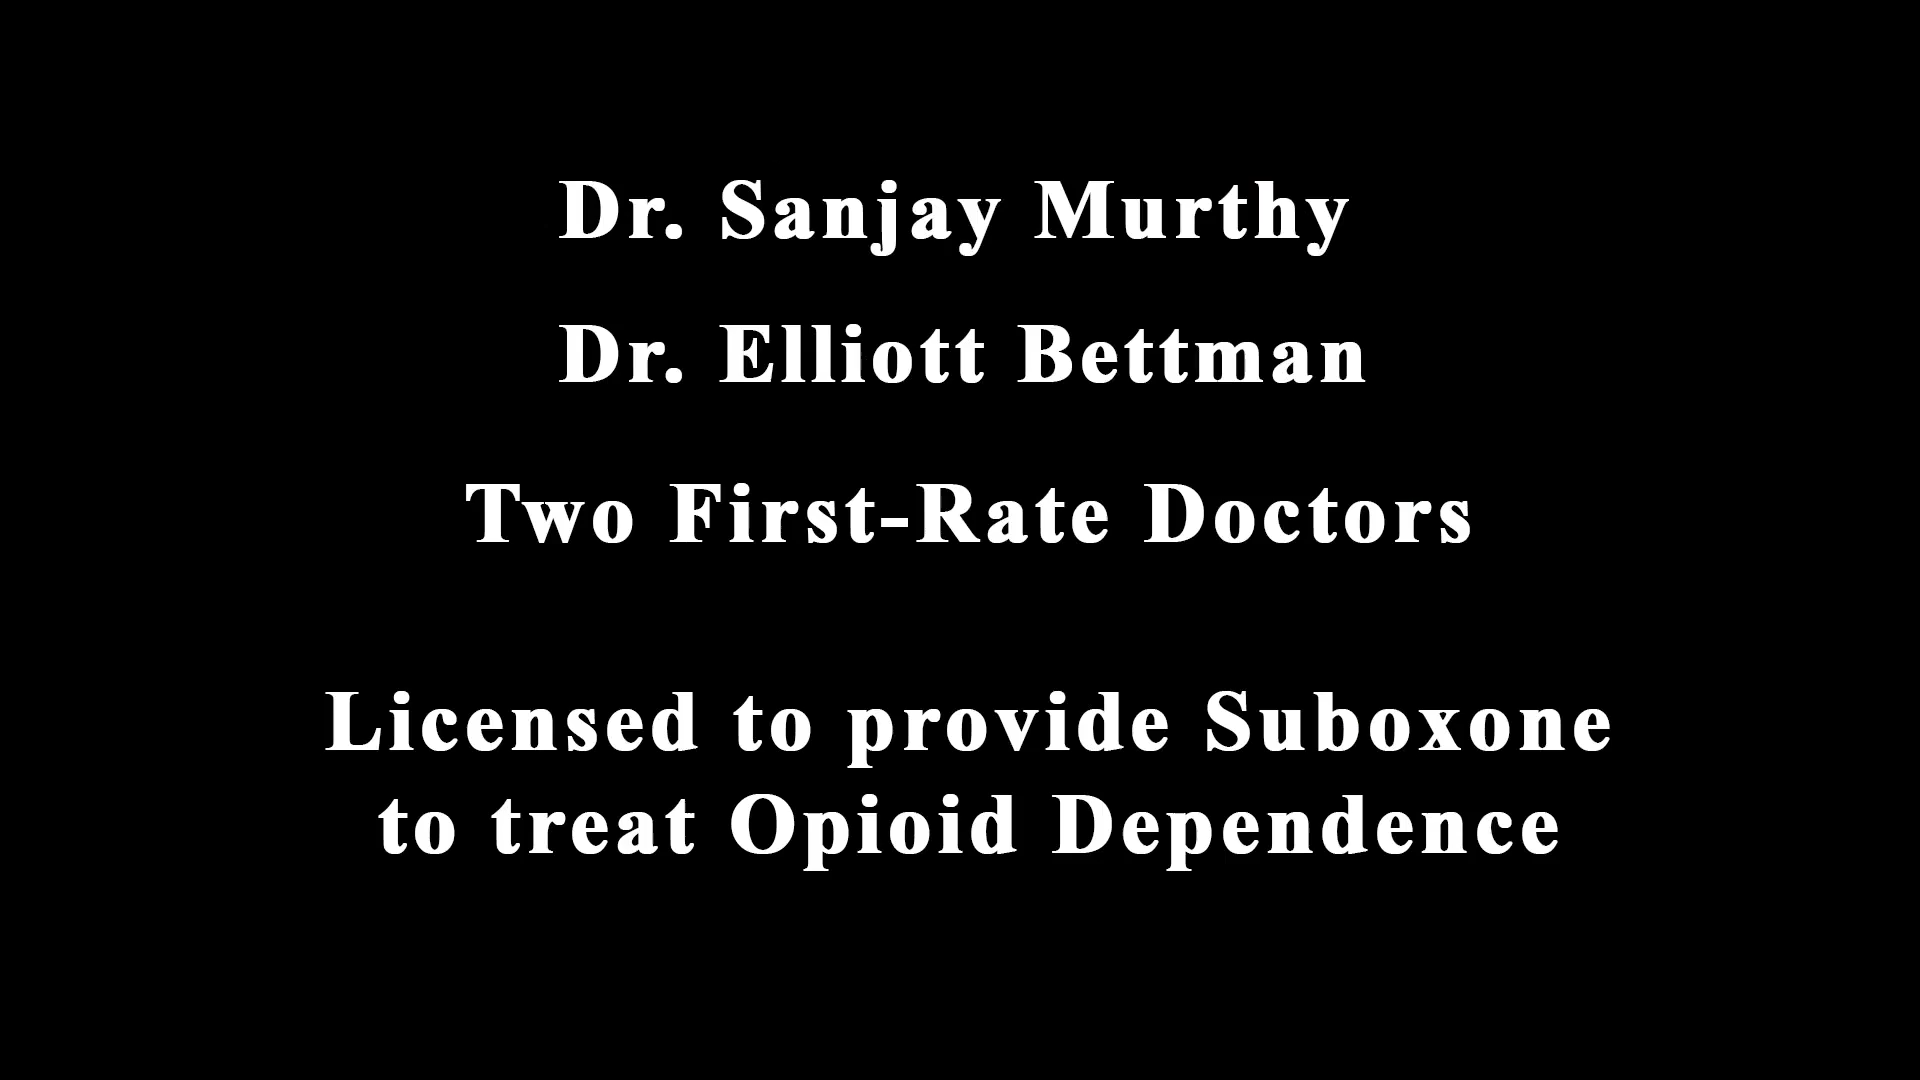 Dr. Sanjay Murthy
Dr. Elliott Bettman
Two First-Rate Doctors
Licensed to provide Suboxone
to treat Opioid Dependence